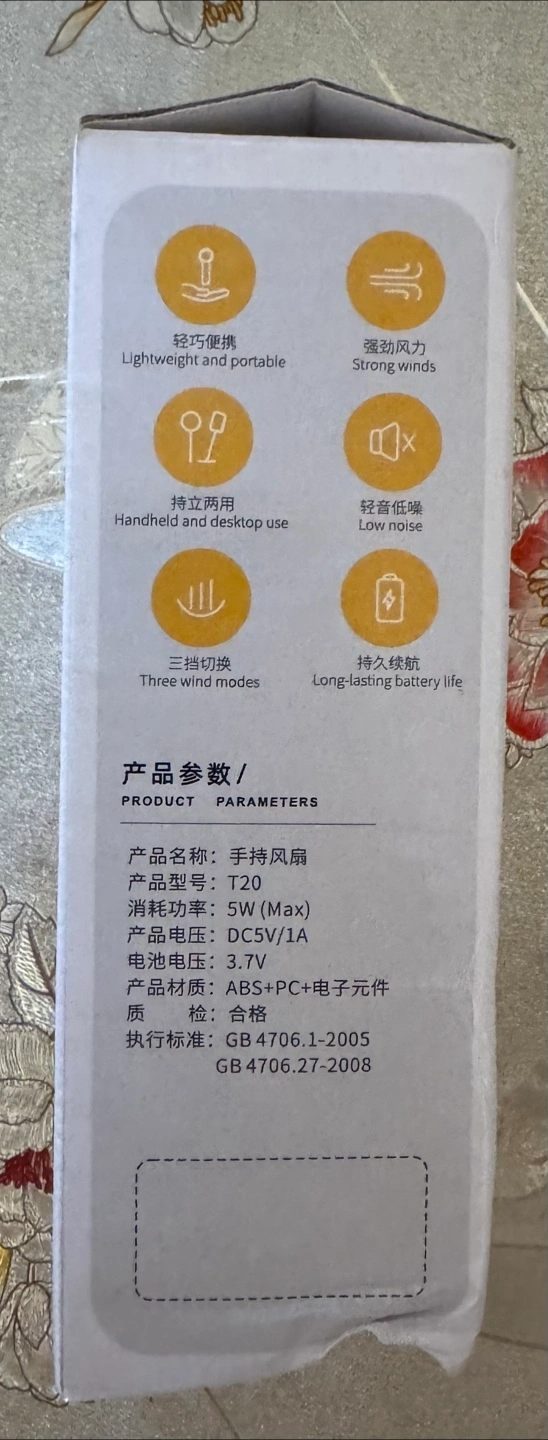 轻巧便携
Lightweight and portable
强劲风力
Strong winds
持立两用
Handheld and desktop use
轻音低噪
Low noise
三挡切换
Three wind modes
持久续航
Long-lasting battery life
产品参数/
PRODUCT PARAMETERS
产品名称：手持风扇
产品型号：T20
消耗功率：5W (Max)
产品电压：DC5V/1A
电池电压：3.7V
产品材质：ABS+PC+电子元件
质 检：合格
执行标准：GB 4706.1-2005
GB 4706.27-2008